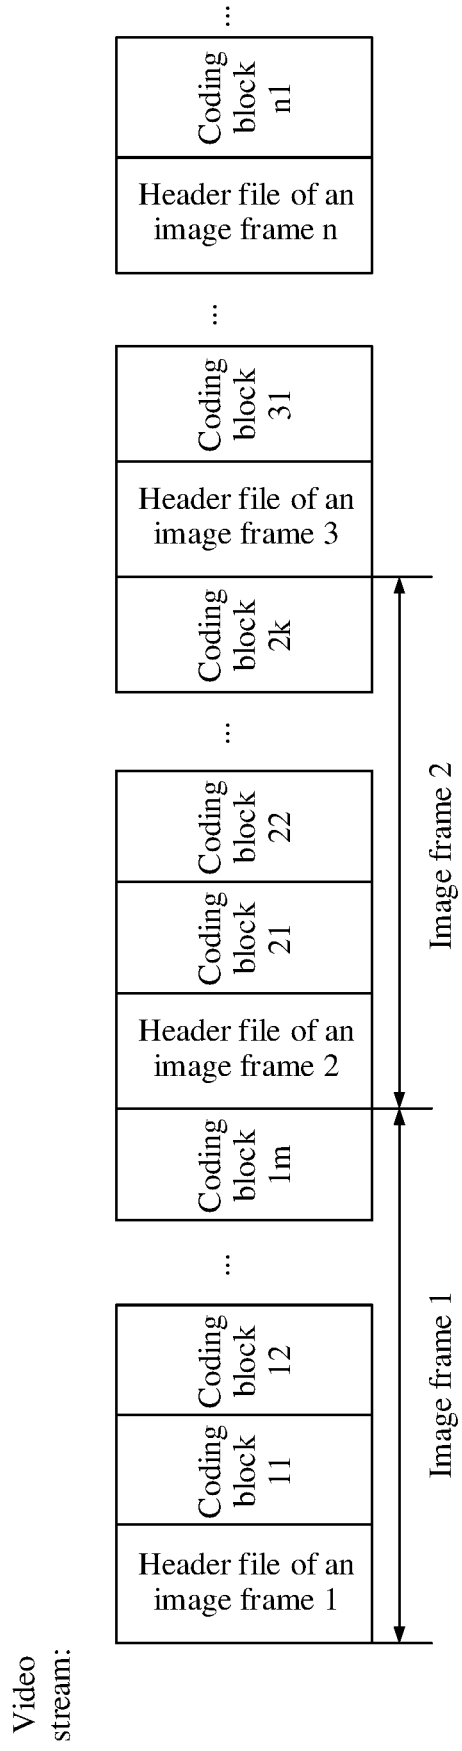 Video
stream:
Header file of an
image frame 1
Coding
block
11
Coding
block
12
...
Coding
block
1m
Header file of an
image frame 2
Coding
block
21
Coding
block
22
...
Coding
block
2k
Header file of an
image frame 3
Coding
block
31
...
Header file of an
image frame n
Coding
block
n1
...
Image frame 1
Image frame 2